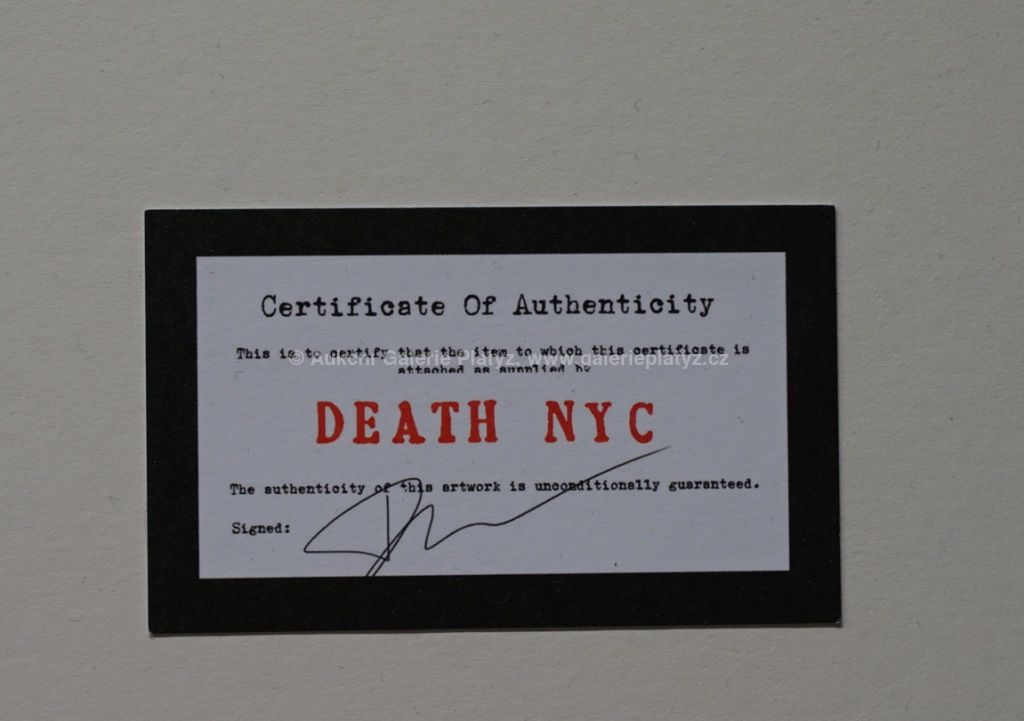 Certificate Of Authenticity
This is to certify that the item to which this certificate is
© Aukční Galerie Platýz, www.galerieplatyz.cz
attached as supplied by
DEATH NYC
The authenticity of this artwork is unconditionally guaranteed.
Signed: